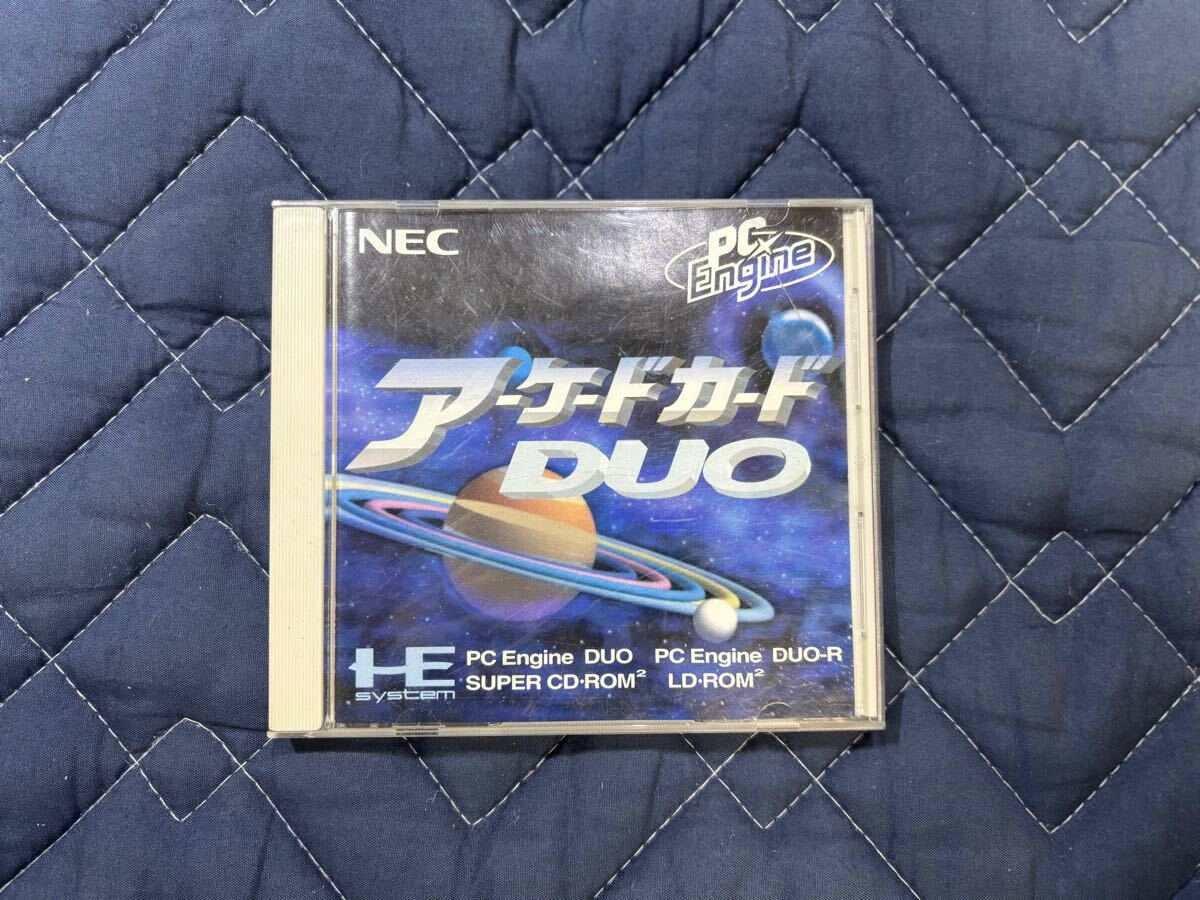 NEC
PC Engine
アーケードカード
DUO
HE system
PC Engine DUO PC Engine DUO-R
SUPER CD・ROM² LD・ROM²